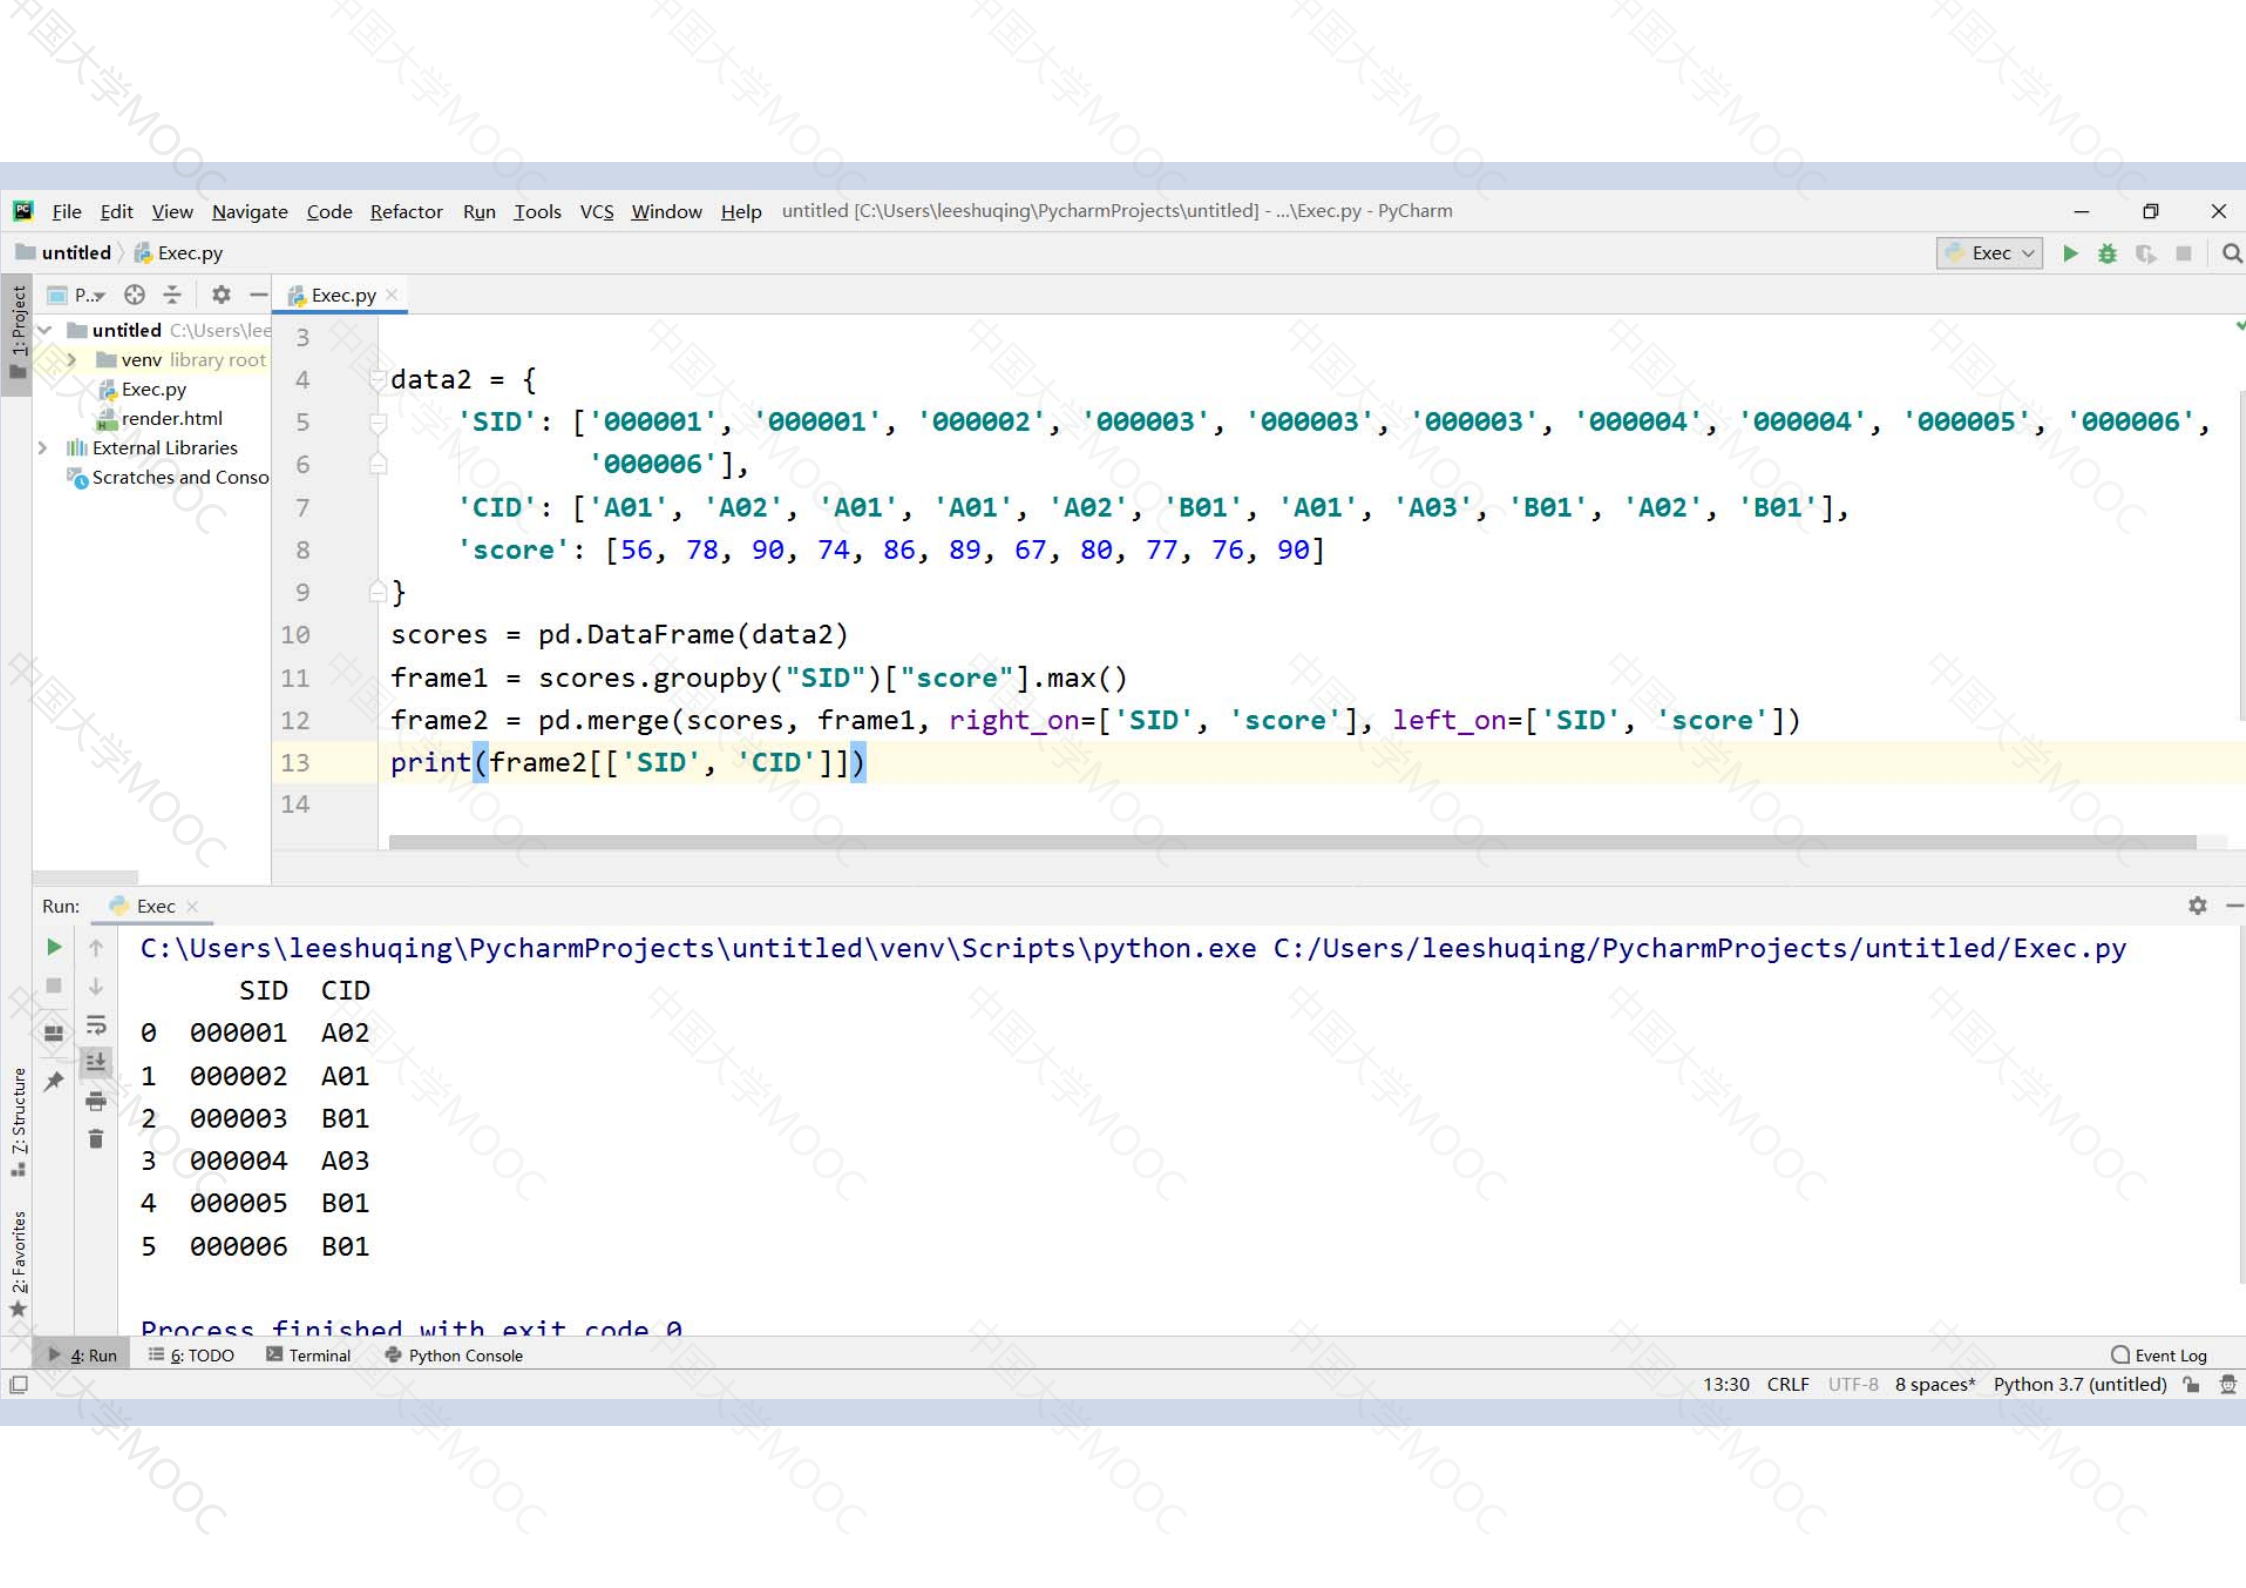 File Edit View Navigate Code Refactor Run Tools VCS Window Help untitled [C:\Users\leeshuqing\PycharmProjects\untitled] - ...\Exec.py - PyCharm
untitled Exec.py Exec
1: Project P.. Exec.py
untitled C:\Users\lee
venv library root
Exec.py
render.html
External Libraries
Scratches and Conso
3
4 data2 = {
5 'SID': ['000001', '000001', '000002', '000003', '000003', '000003', '000004', '000004', '000005', '000006',
6 '000006'],
7 'CID': ['A01', 'A02', 'A01', 'A01', 'A02', 'B01', 'A01', 'A03', 'B01', 'A02', 'B01'],
8 'score': [56, 78, 90, 74, 86, 89, 67, 80, 77, 76, 90]
9 }
10 scores = pd.DataFrame(data2)
11 frame1 = scores.groupby("SID")["score"].max()
12 frame2 = pd.merge(scores, frame1, right_on=['SID', 'score'], left_on=['SID', 'score'])
13 print(frame2[['SID', 'CID']])
14
Run: Exec
C:\Users\leeshuqing\PycharmProjects\untitled\venv\Scripts\python.exe C:/Users/leeshuqing/PycharmProjects/untitled/Exec.py
SID CID
0 000001 A02
1 000002 A01
2 000003 B01
3 000004 A03
4 000005 B01
5 000006 B01
Process finished with exit code 0
Z: Structure
2: Favorites
4: Run 6: TODO Terminal Python Console Event Log
13:30 CRLF UTF-8 8 spaces* Python 3.7 (untitled)
中国大学MOOC